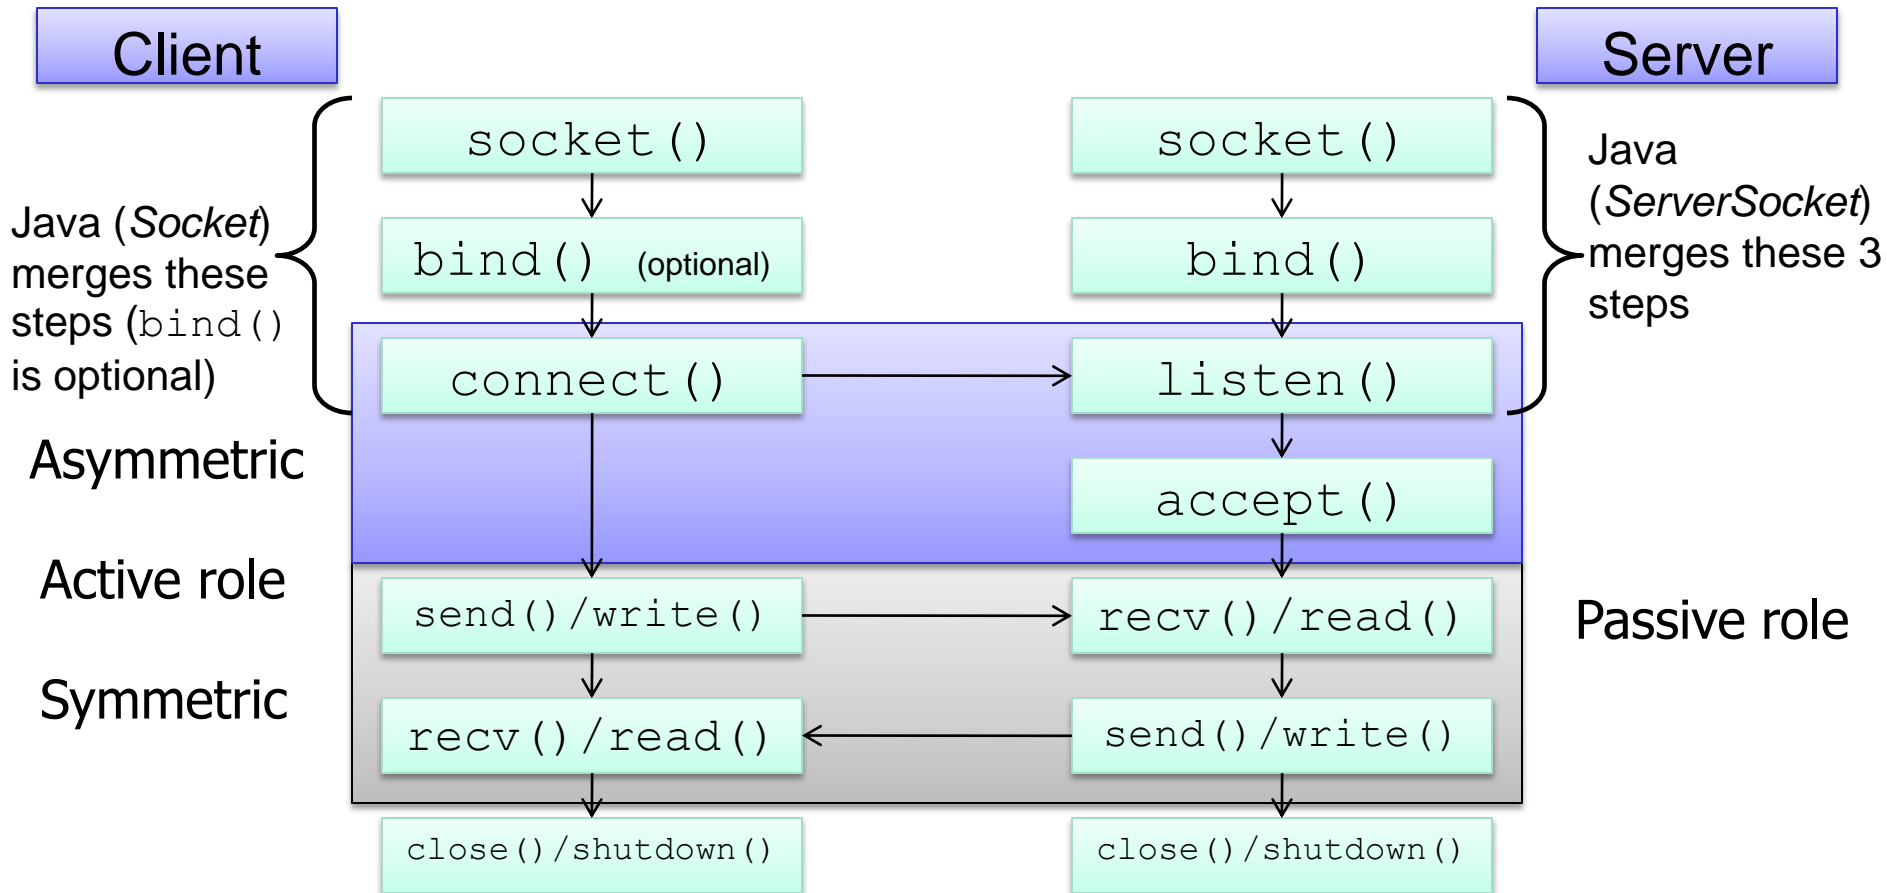 Client
Server
socket()
socket()
Java
(ServerSocket)
merges these 3
steps
Java (Socket)
merges these
steps (bind()
is optional)
bind() (optional)
bind()
connect()
listen()
Asymmetric
accept()
Active role
send()/write()
recv()/read()
Passive role
Symmetric
recv()/read()
send()/write()
close()/shutdown()
close()/shutdown()